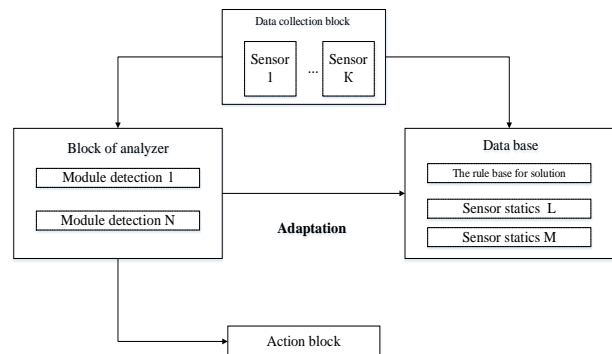 Data collection block
Sensor
1
...
Sensor
K
Block of analyzer
Module detection 1
Module detection N
Adaptation
Data base
The rule base for solution
Sensor statics L
Sensor statics M
Action block